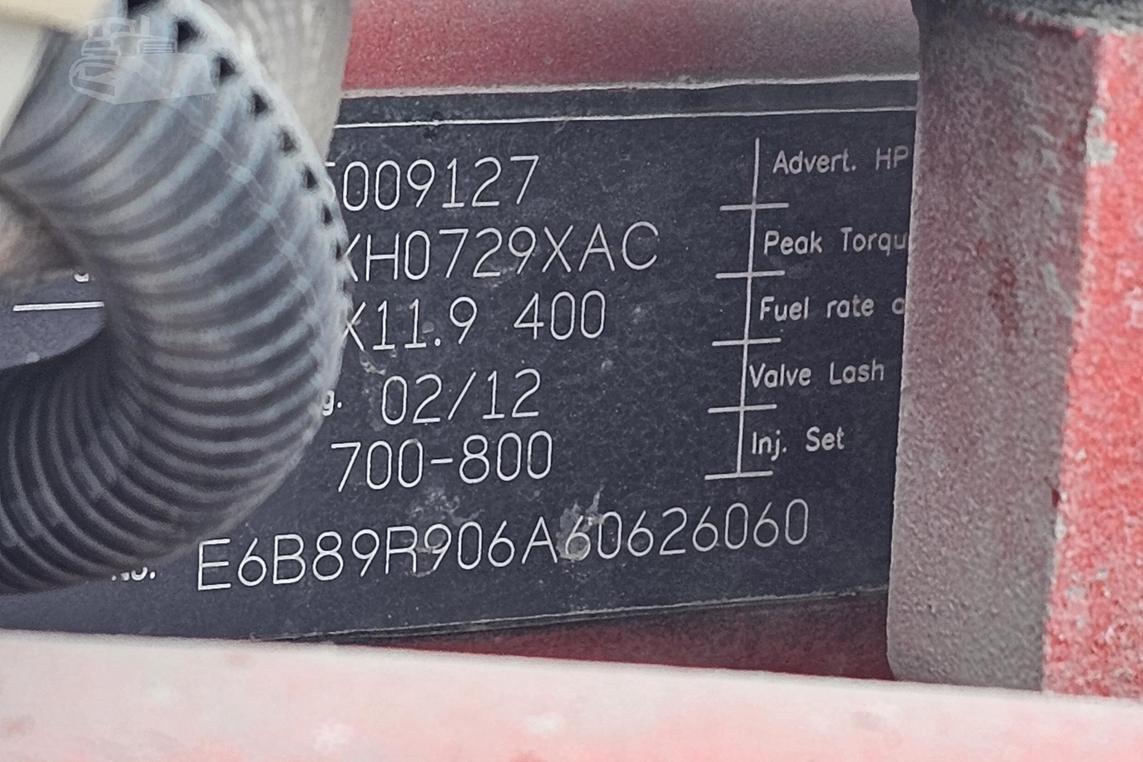 009127
XH0729XAC
X11.9 400
g. 02/12
700-800
No. E6B89R906A60626060
Advert. HP
Peak Torqu
Fuel rate
Valve Lash
Inj. Set